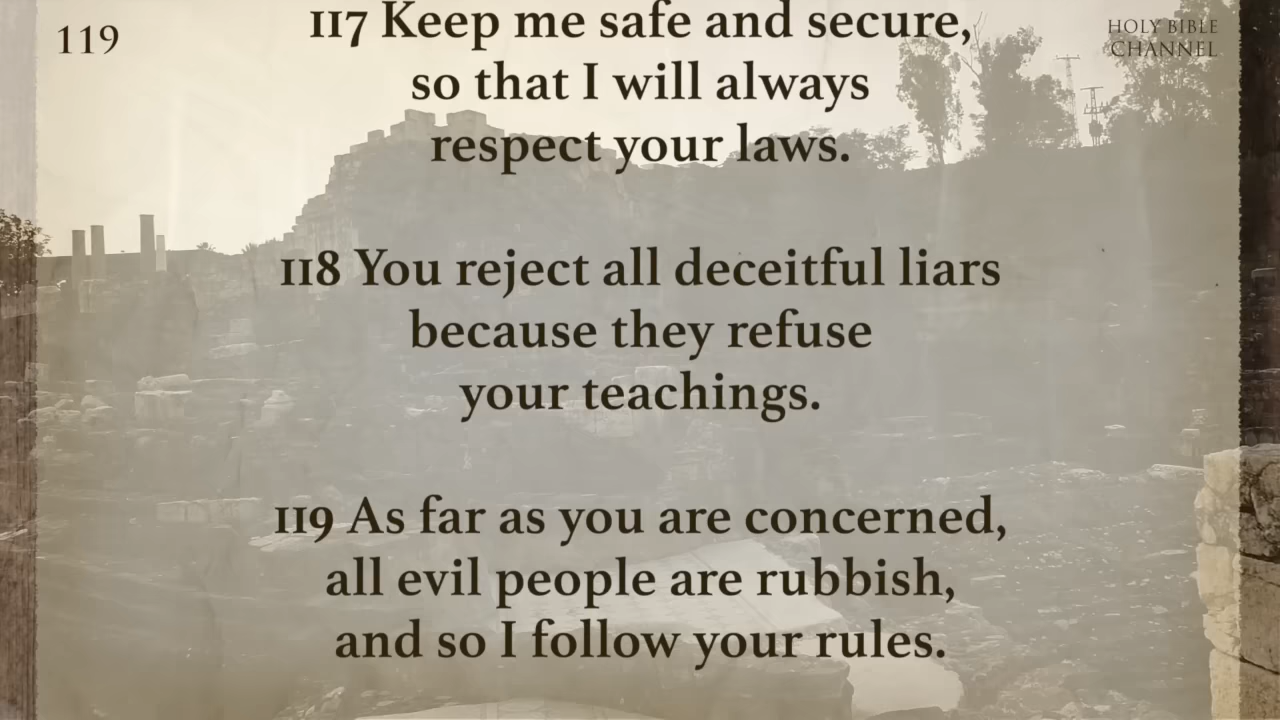 119
HOLY BIBLE
CHANNEL
117 Keep me safe and secure,
so that I will always
respect your laws.
118 You reject all deceitful liars
because they refuse
your teachings.
119 As far as you are concerned,
all evil people are rubbish,
and so I follow your rules.